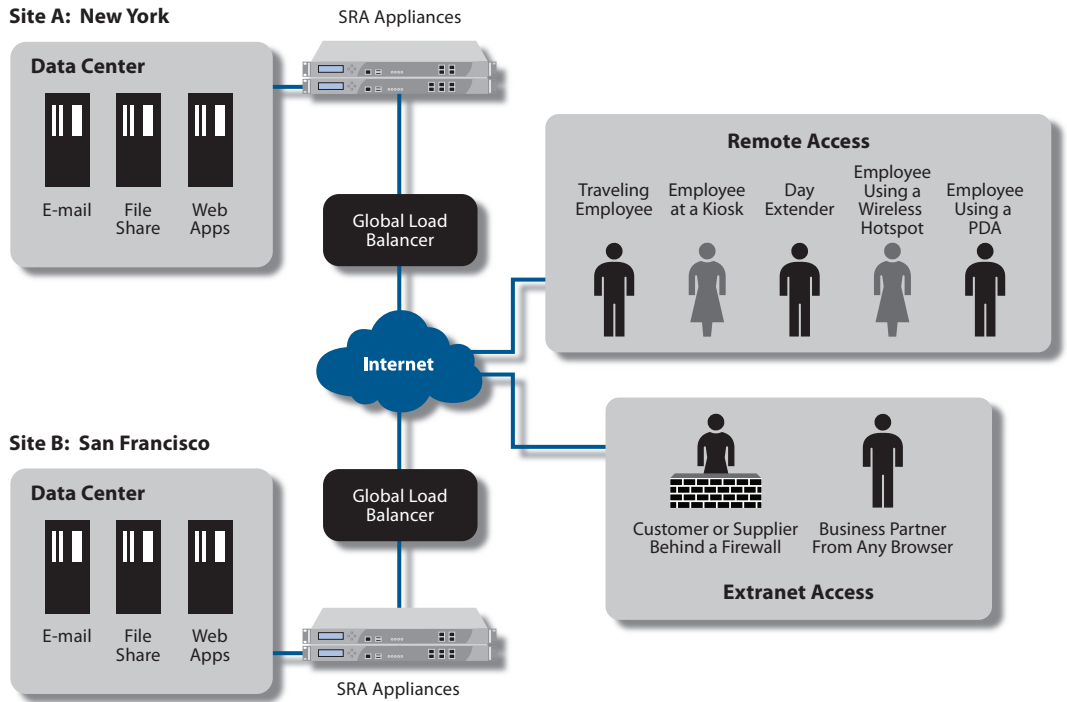 Site A: New York
SRA Appliances
Data Center
E-mail
File
Share
Web
Apps
Global Load
Balancer
Remote Access
Traveling
Employee
Employee
at a Kiosk
Day
Extender
Employee
Using a
Wireless
Hotspot
Employee
Using a
PDA
Internet
Site B: San Francisco
Data Center
E-mail
File
Share
Web
Apps
Global Load
Balancer
SRA Appliances
Customer or Supplier
Behind a Firewall
Business Partner
From Any Browser
Extranet Access